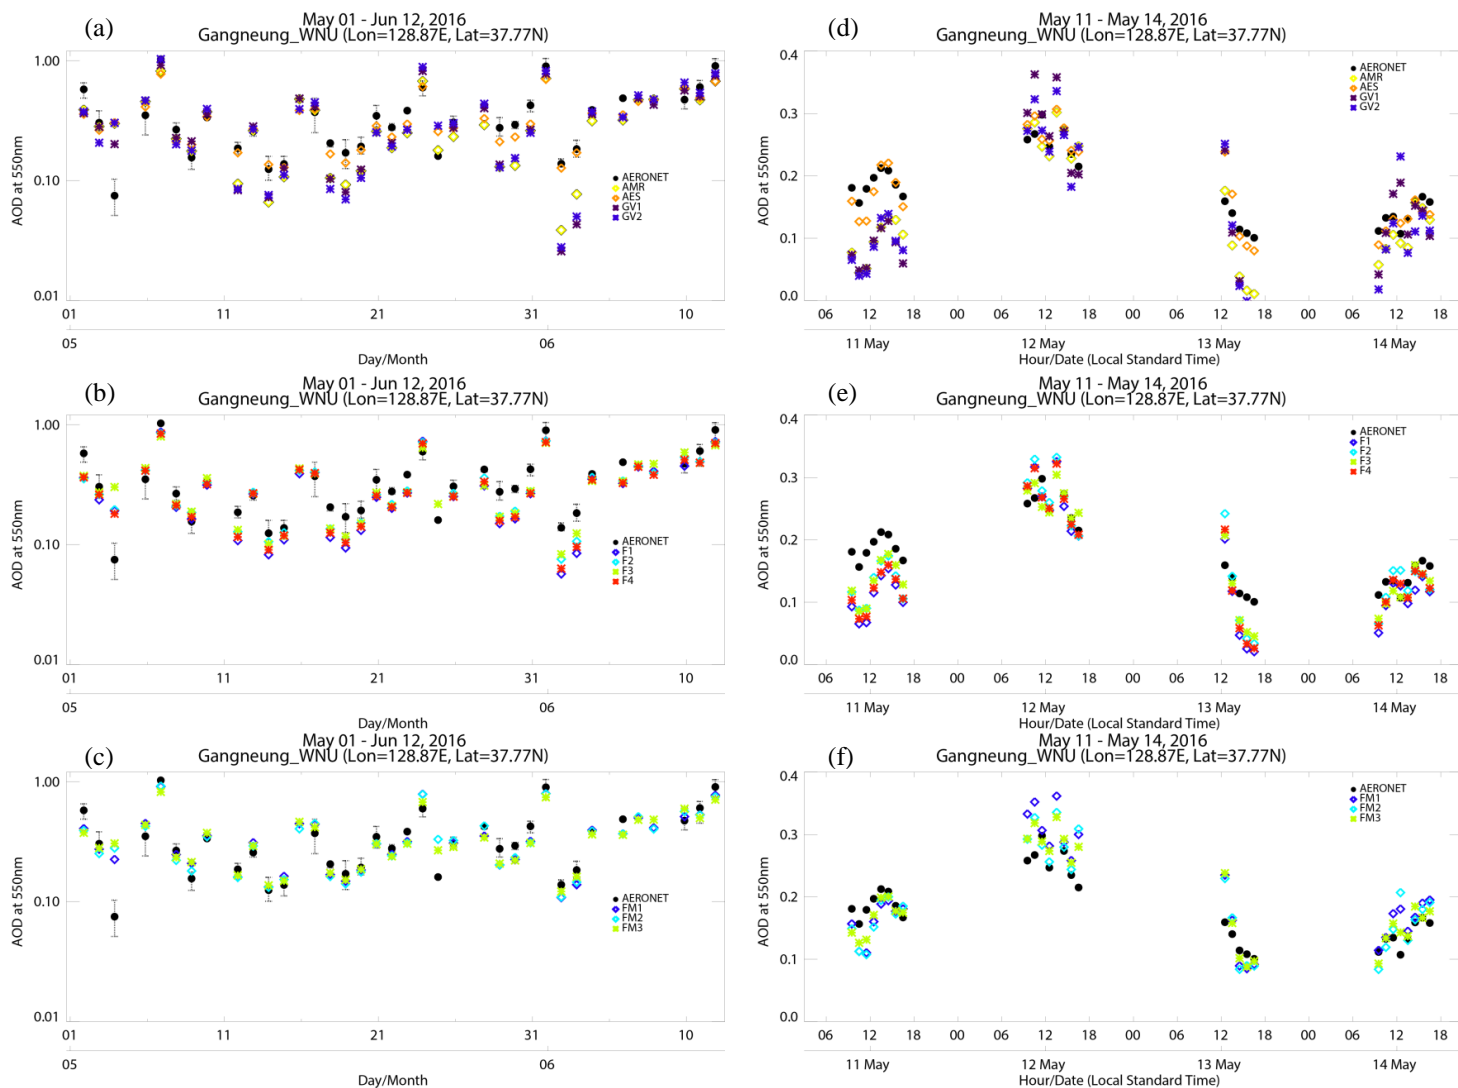 (a)
May 01 - Jun 12, 2016
Gangneung_WNU (Lon=128.87E, Lat=37.77N)
AOD at 550nm
1.00
0.10
0.01
AERONET
AMR
AES
GV1
GV2
01 11 21 31 10
05 06
Day/Month
(d)
May 11 - May 14, 2016
Gangneung_WNU (Lon=128.87E, Lat=37.77N)
AOD at 550nm
0.4
0.3
0.2
0.1
0.0
AERONET
AMR
AES
GV1
GV2
06 12 18 00 06 12 18 00 06 12 18 00 06 12 18
11 May 12 May 13 May 14 May
Hour/Date (Local Standard Time)
(b)
May 01 - Jun 12, 2016
Gangneung_WNU (Lon=128.87E, Lat=37.77N)
AOD at 550nm
1.00
0.10
0.01
AERONET
F1
F2
F3
F4
01 11 21 31 10
05 06
Day/Month
(e)
May 11 - May 14, 2016
Gangneung_WNU (Lon=128.87E, Lat=37.77N)
AOD at 550nm
0.4
0.3
0.2
0.1
0.0
AERONET
F1
F2
F3
F4
06 12 18 00 06 12 18 00 06 12 18 00 06 12 18
11 May 12 May 13 May 14 May
Hour/Date (Local Standard Time)
(c)
May 01 - Jun 12, 2016
Gangneung_WNU (Lon=128.87E, Lat=37.77N)
AOD at 550nm
1.00
0.10
0.01
AERONET
FM1
FM2
FM3
01 11 21 31 10
05 06
Day/Month
(f)
May 11 - May 14, 2016
Gangneung_WNU (Lon=128.87E, Lat=37.77N)
AOD at 550nm
0.4
0.3
0.2
0.1
0.0
AERONET
FM1
FM2
FM3
06 12 18 00 06 12 18 00 06 12 18 00 06 12 18
11 May 12 May 13 May 14 May
Hour/Date (Local Standard Time)